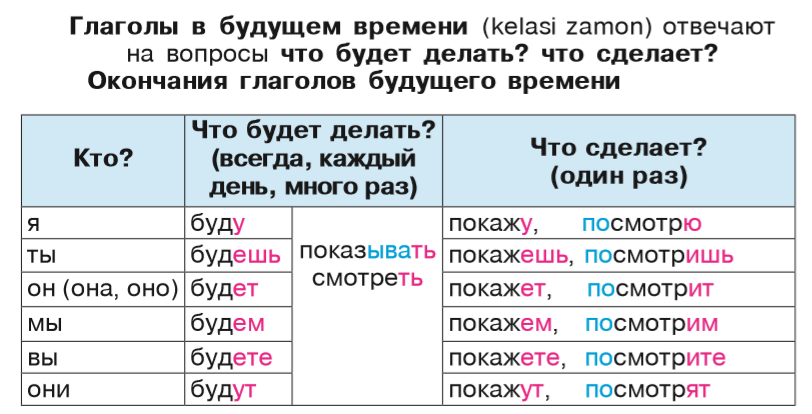 Глаголы в будущем времени (kelasi zamon) отвечают
на вопросы что будет делать? что сделает?
Окончания глаголов будущего времени
Кто?
Что будет делать?
(всегда, каждый
день, много раз)
Что сделает?
(один раз)
я буду покажу, посмотрю
ты будешь показывать покажешь, посмотришь
смотреть
он (она, оно) будет покажет, посмотрит
мы будем покажем, посмотрим
вы будете покажете, посмотрите
они будут покажут, посмотрят